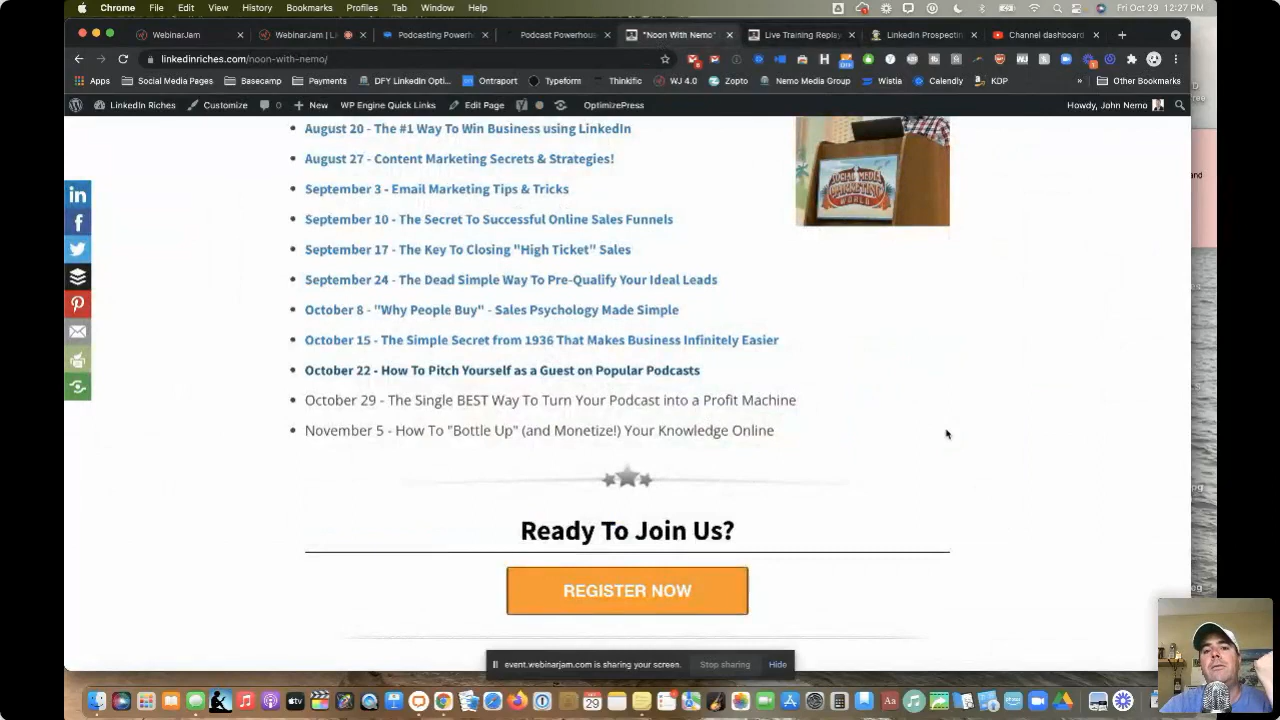 Chrome File Edit View History Bookmarks Profiles Tab Window Help Fri Oct 29 12:27 PM
WebinarJam WebinarJam | Podcasting Powerh Podcast Powerhous "Noon With Nemo" Live Training Replay LinkedIn Prospectin Channel dashboard
linkedinriches.com/noon-with-nemo/
Apps Social Media Pages Basecamp Payments DFY LinkedIn Opti... Ontraport Typeform Thinkific WJ 4.0 Zopto Nemo Media Group Wistia Calendly KDP » Other Bookmarks
LinkedIn Riches Customize 0 New WP Engine Quick Links Edit Page OptimizePress Howdy, John Nemo
August 20 - The #1 Way To Win Business using LinkedIn
August 27 - Content Marketing Secrets & Strategies!
September 3 - Email Marketing Tips & Tricks
SOCIAL MEDIA MARKETING WORLD
September 10 - The Secret To Successful Online Sales Funnels
September 17 - The Key To Closing "High Ticket" Sales
September 24 - The Dead Simple Way To Pre-Qualify Your Ideal Leads
October 8 - "Why People Buy" - Sales Psychology Made Simple
October 15 - The Simple Secret from 1936 That Makes Business Infinitely Easier
October 22 - How To Pitch Yourself as a Guest on Popular Podcasts
October 29 - The Single BEST Way To Turn Your Podcast into a Profit Machine
November 5 - How To "Bottle Up" (and Monetize!) Your Knowledge Online
Ready To Join Us?
REGISTER NOW
event.webinarjam.com is sharing your screen. Stop sharing Hide